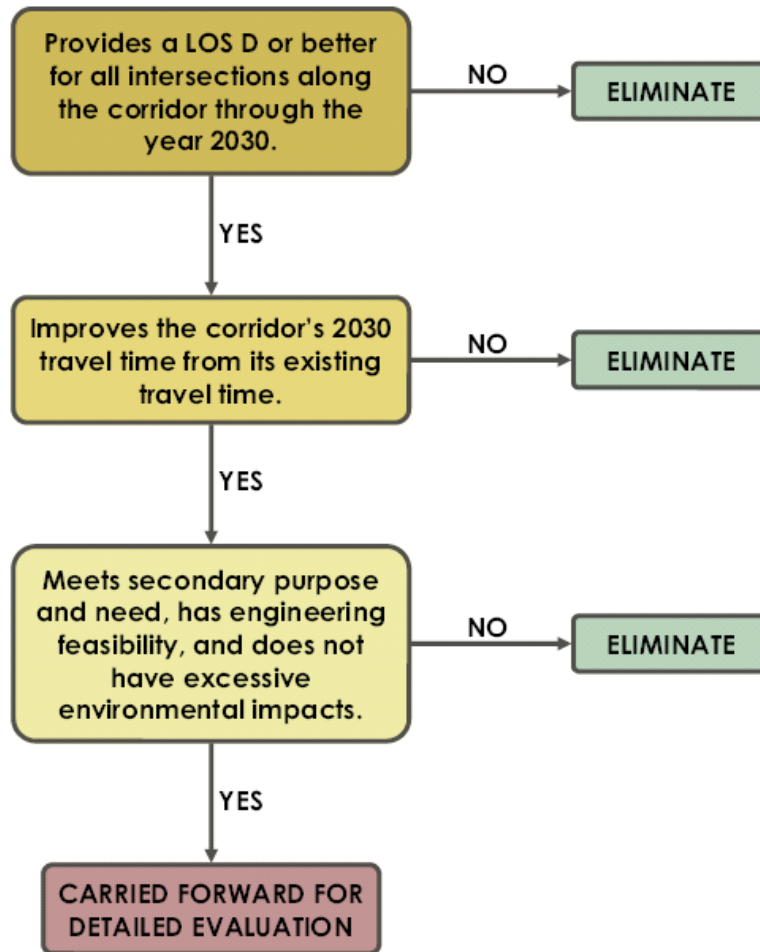 Provides a LOS D or better
for all intersections along
the corridor through the
year 2030.
NO
ELIMINATE
YES
Improves the corridor's 2030
travel time from its existing
travel time.
NO
ELIMINATE
YES
Meets secondary purpose
and need, has engineering
feasibility, and does not
have excessive
environmental impacts.
NO
ELIMINATE
YES
CARRIED FORWARD FOR
DETAILED EVALUATION